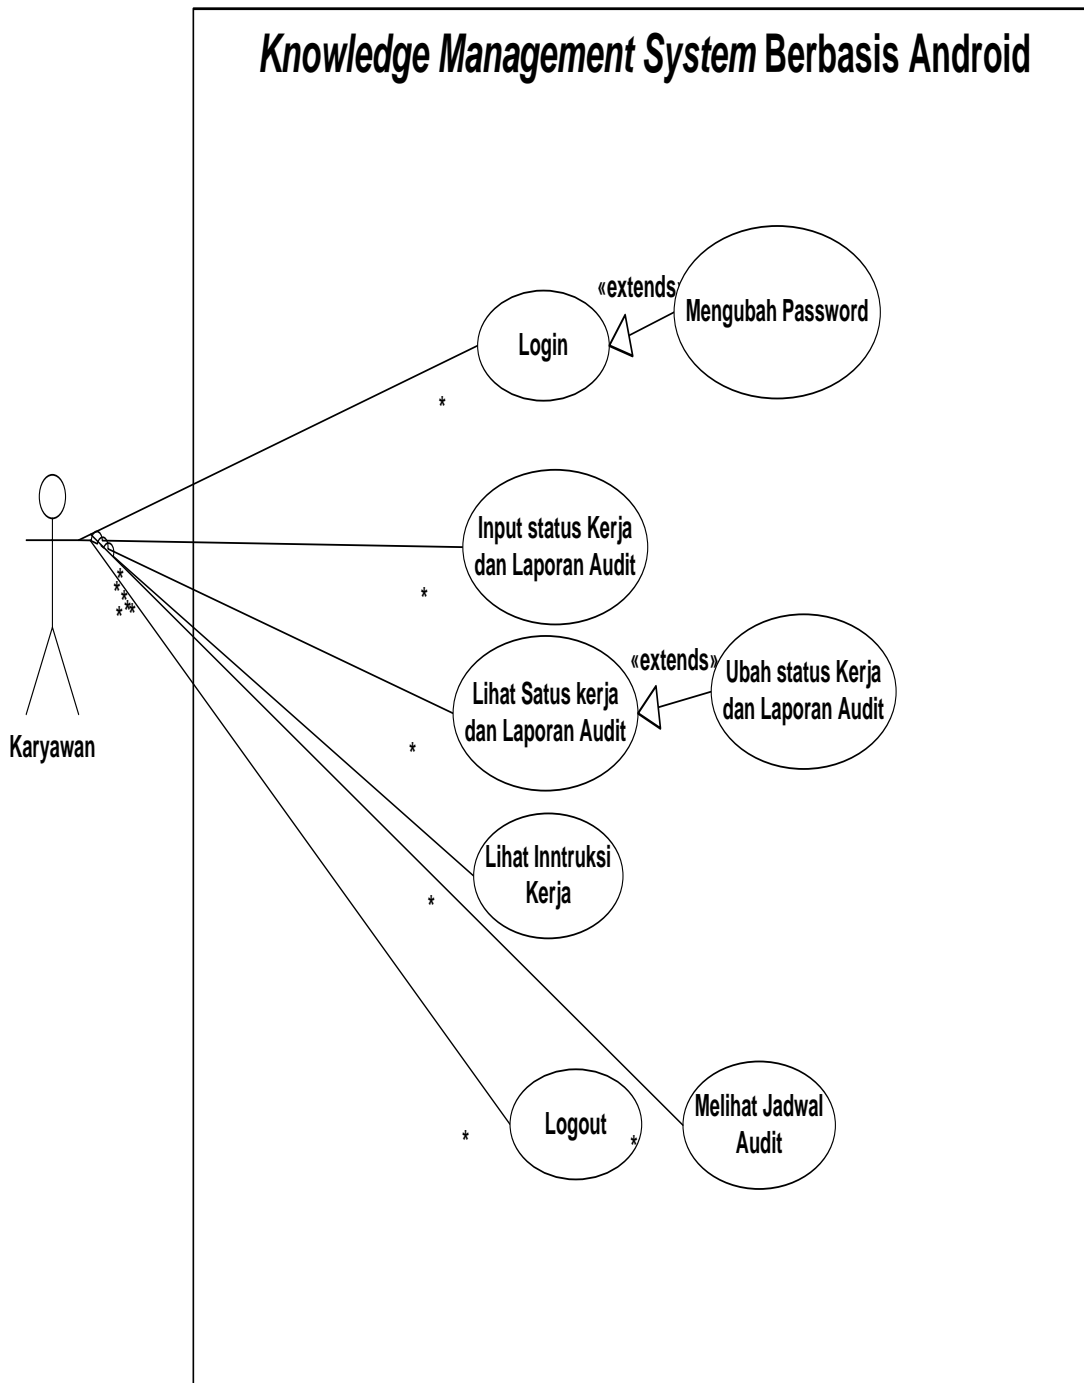 Knowledge Management System Berbasis Android
«extends»
Mengubah Password
Login
*
Input status Kerja
dan Laporan Audit
*
*
*
*
*
*
*
«extends»
Ubah status Kerja
dan Laporan Audit
Lihat Satus kerja
dan Laporan Audit
*
Karyawan
Lihat Inntruksi
Kerja
*
Melihat Jadwal
Audit
Logout
*
*